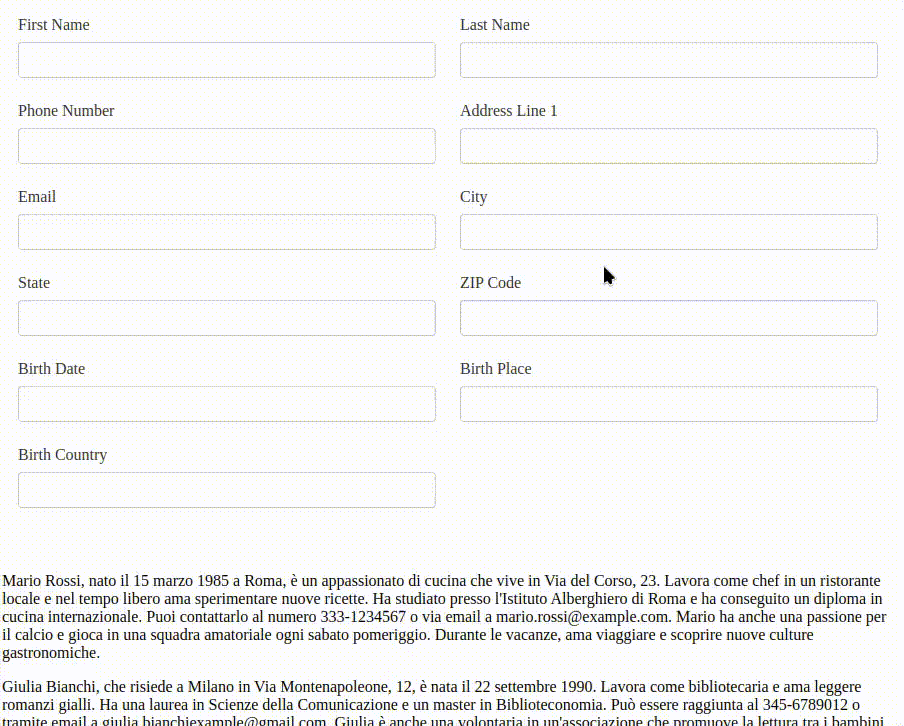 First Name
Last Name
Phone Number
Address Line 1
Email
City
State
ZIP Code
Birth Date
Birth Place
Birth Country
Mario Rossi, nato il 15 marzo 1985 a Roma, è un appassionato di cucina che vive in Via del Corso, 23. Lavora come chef in un ristorante
locale e nel tempo libero ama sperimentare nuove ricette. Ha studiato presso l'Istituto Alberghiero di Roma e ha conseguito un diploma in
cucina internazionale. Puoi contattarlo al numero 333-1234567 o via email a mario.rossi@example.com. Mario ha anche una passione per
il calcio e gioca in una squadra amatoriale ogni sabato pomeriggio. Durante le vacanze, ama viaggiare e scoprire nuove culture
gastronomiche.
Giulia Bianchi, che risiede a Milano in Via Montenapoleone, 12, è nata il 22 settembre 1990. Lavora come bibliotecaria e ama leggere
romanzi gialli. Ha una laurea in Scienze della Comunicazione e un master in Biblioteconomia. Può essere raggiunta al 345-6789012 o
tramite email a giulia.bianchiexample@gmail.com. Giulia è anche una volontaria in un'associazione che promuove la lettura tra i bambini